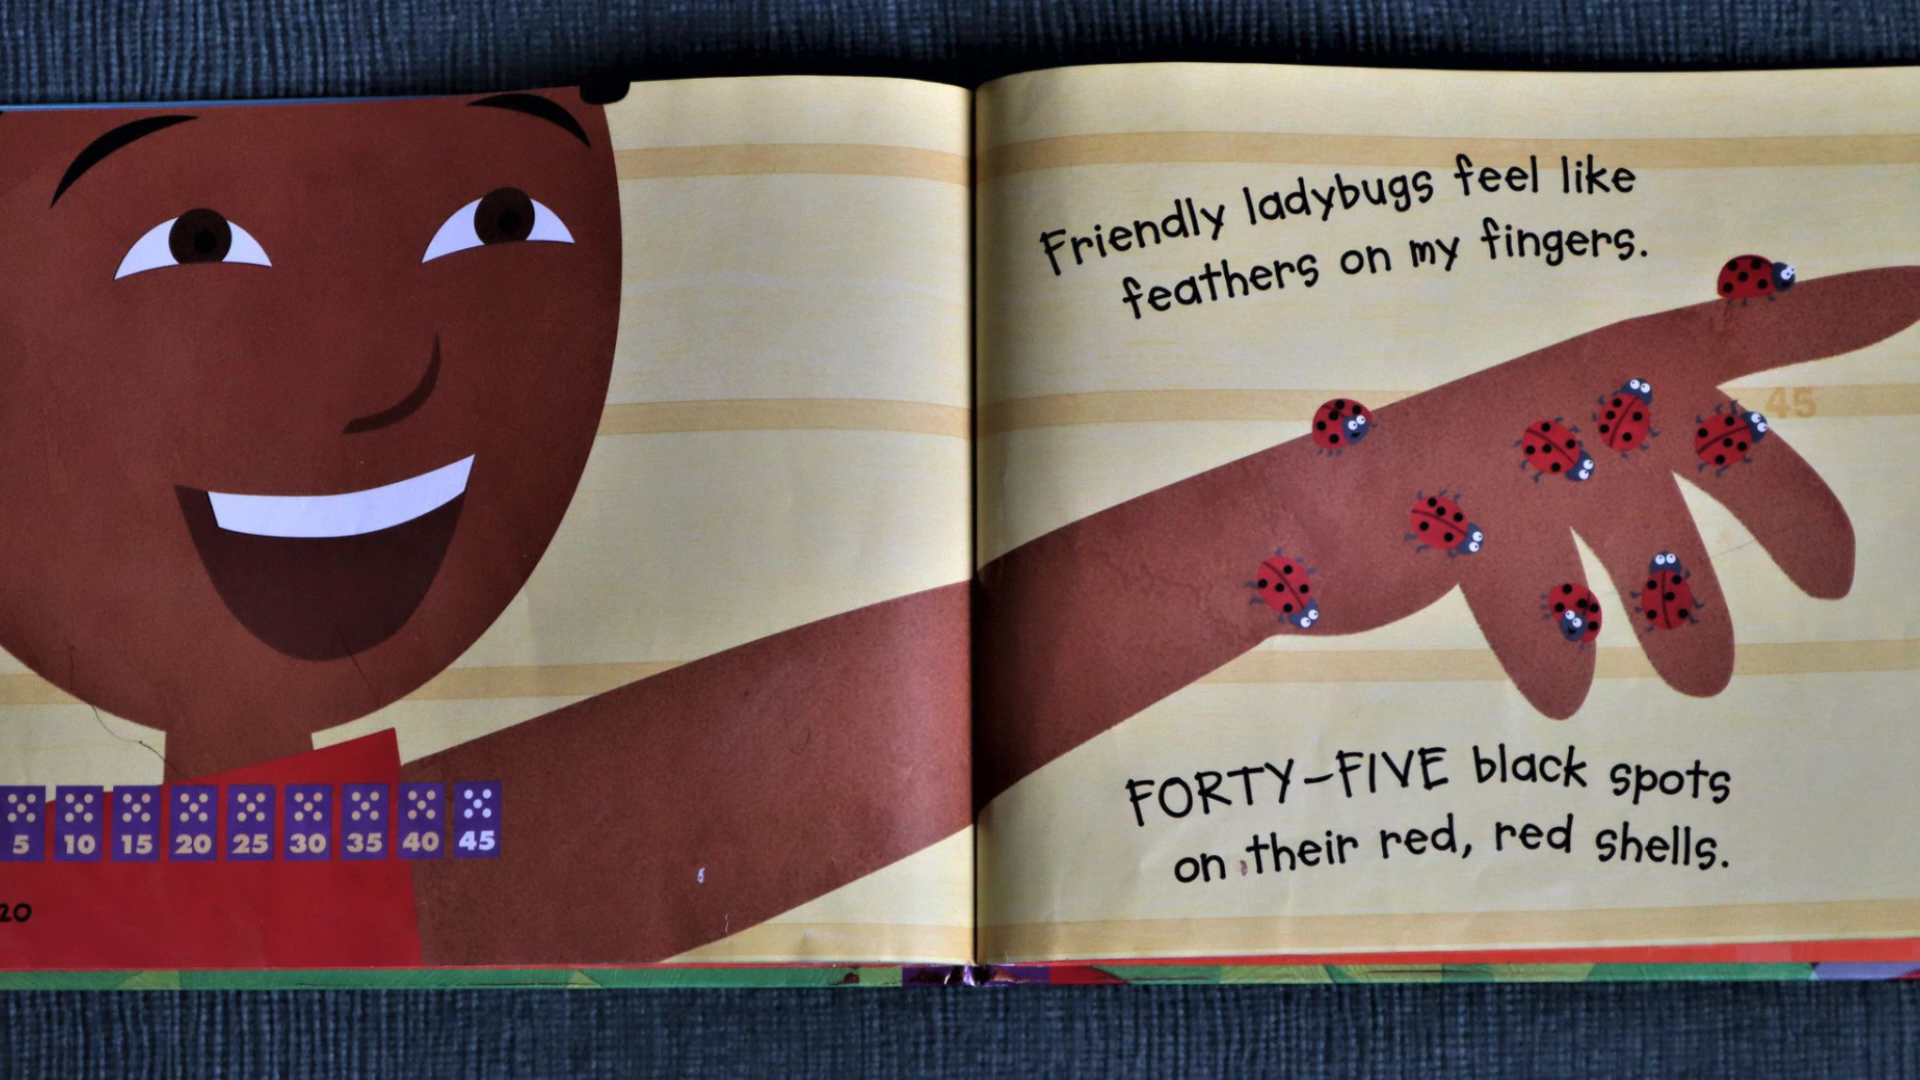 5 10 15 20 25 30 35 40 45
20
Friendly ladybugs feel like
feathers on my fingers.
45
FORTY-FIVE black spots
on their red, red shells.